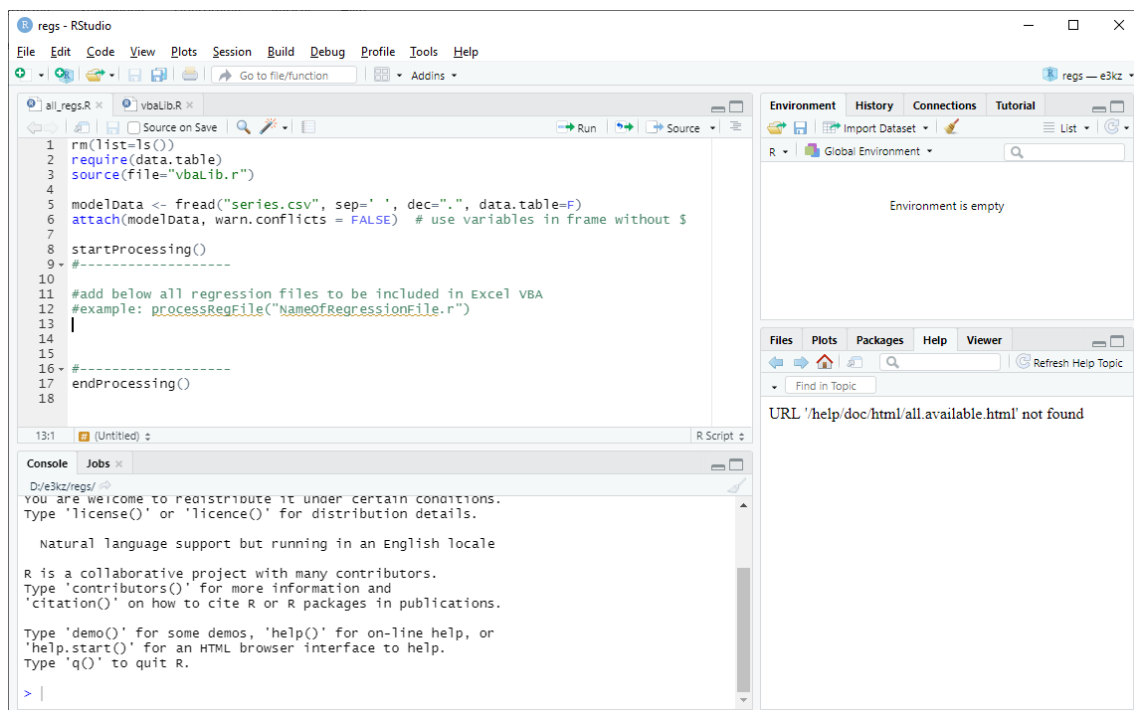 regs - RStudio
File Edit Code View Plots Session Build Debug Profile Tools Help
Go to file/function Addins regs — e3kz
all_regs.R × vbaLib.R ×
Source on Save Run Source
1 rm(list=ls())
2 require(data.table)
3 source(file="vbaLib.r")
4
5 modelData <- fread("series.csv", sep=' ', dec=".", data.table=F)
6 attach(modelData, warn.conflicts = FALSE)  # use variables in frame without $
7
8 startProcessing()
9 #-------------------
10
11 #add below all regression files to be included in Excel VBA
12 #example: processRegFile("NameOfRegressionFile.r")
13
14
15
16 #-------------------
17 endProcessing()
18
13:1 # (Untitled) R Script
Console Jobs ×
D:/e3kz/regs/
You are welcome to redistribute it under certain conditions.
Type 'license()' or 'licence()' for distribution details.
Natural language support but running in an English locale
R is a collaborative project with many contributors.
Type 'contributors()' for more information and
'citation()' on how to cite R or R packages in publications.
Type 'demo()' for some demos, 'help()' for on-line help, or
'help.start()' for an HTML browser interface to help.
Type 'q()' to quit R.
>
Environment History Connections Tutorial
Import Dataset List
R Global Environment
Environment is empty
Files Plots Packages Help Viewer
Refresh Help Topic
Find in Topic
URL '/help/doc/html/all.available.html' not found